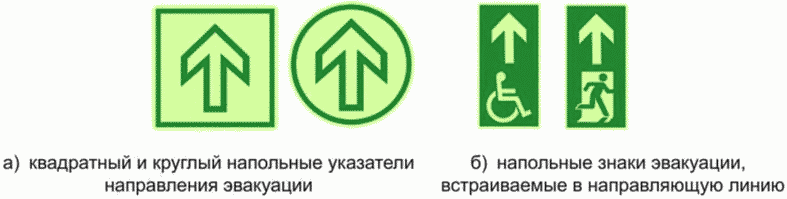 а) квадратный и круглый напольные указатели
направления эвакуации
б) напольные знаки эвакуации,
встраиваемые в направляющую линию